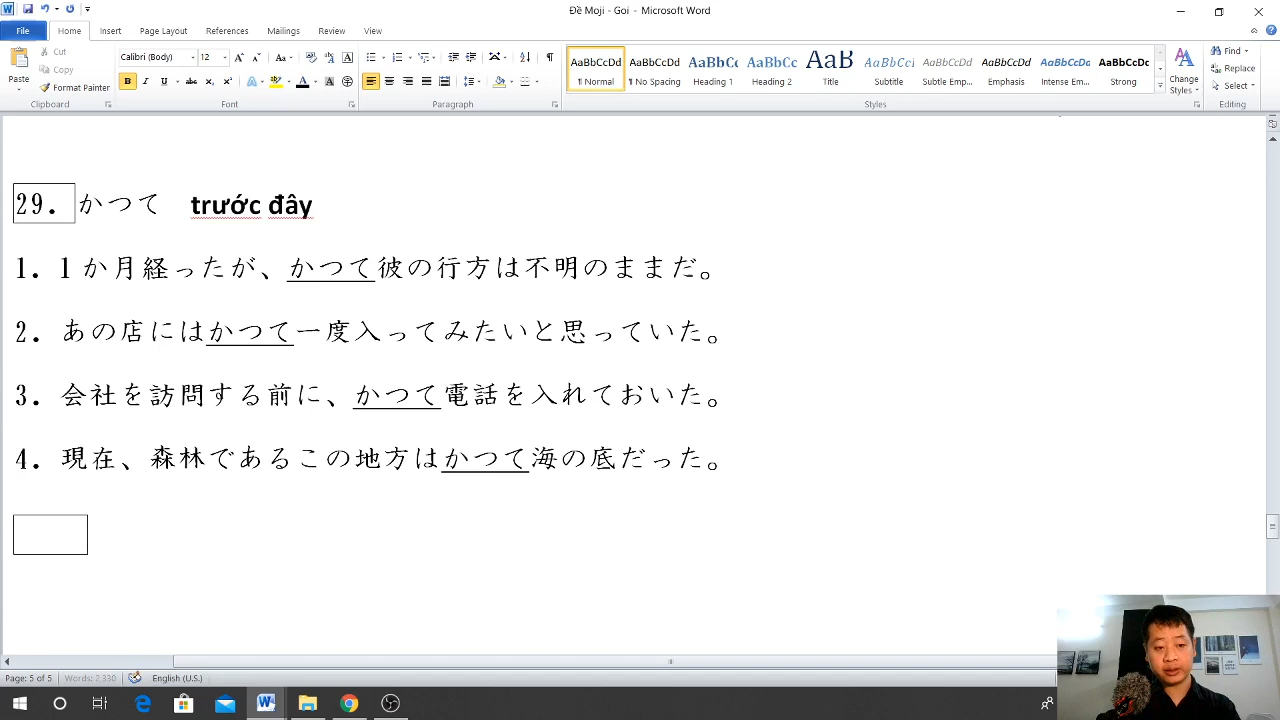 Đề Moji - Goi - Microsoft Word
File Home Insert Page Layout References Mailings Review View
Paste
Cut
Copy
Format Painter
Clipboard
Calibri (Body) 12
Font
Paragraph
AaBbCcDd AaBbCcDd AaBbCc AaBbCc AaB AaBbCcI AaBbCcDd AaBbCcDd AaBbCcDd AaBbCcDc
¶ Normal ¶ No Spacing Heading 1 Heading 2 Title Subtitle Subtle Emp... Emphasis Intense Em... Strong
Styles
Change Styles
Find
Replace
Select
Editing
29. かつて trước đây
1. 1か月経ったが、かつて彼の行方は不明のままだ。
2. あの店にはかつて一度入ってみたいと思っていた。
3. 会社を訪問する前に、かつて電話を入れておいた。
4. 現在、森林であるこの地方はかつて海の底だった。
Page: 5 of 5 Words: 2,330 English (U.S.)